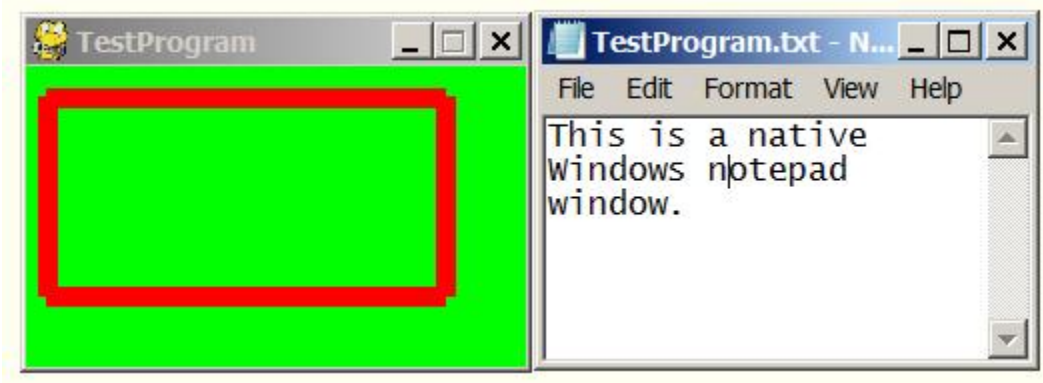 TestProgram
TestProgram.txt - N...
File Edit Format View Help
This is a native
Windows notepad
window.